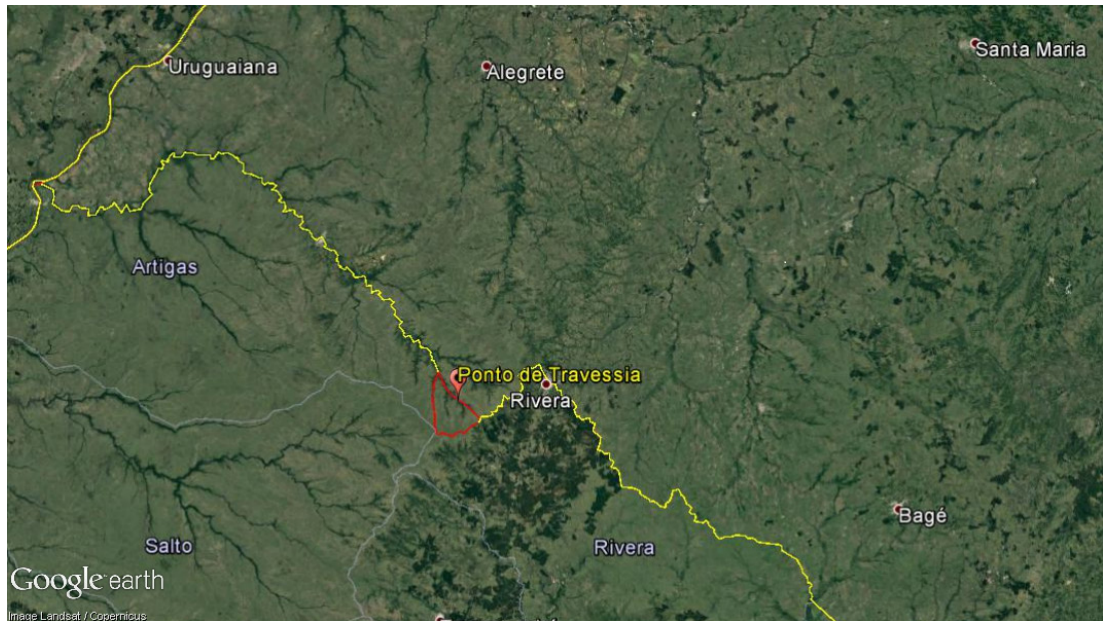 Santa Maria
Uruguaiana
Alegrete
Artigas
Ponto de Travessia
Rivera
Bagé
Salto
Rivera
Google earth
Image Landsat / Copernicus